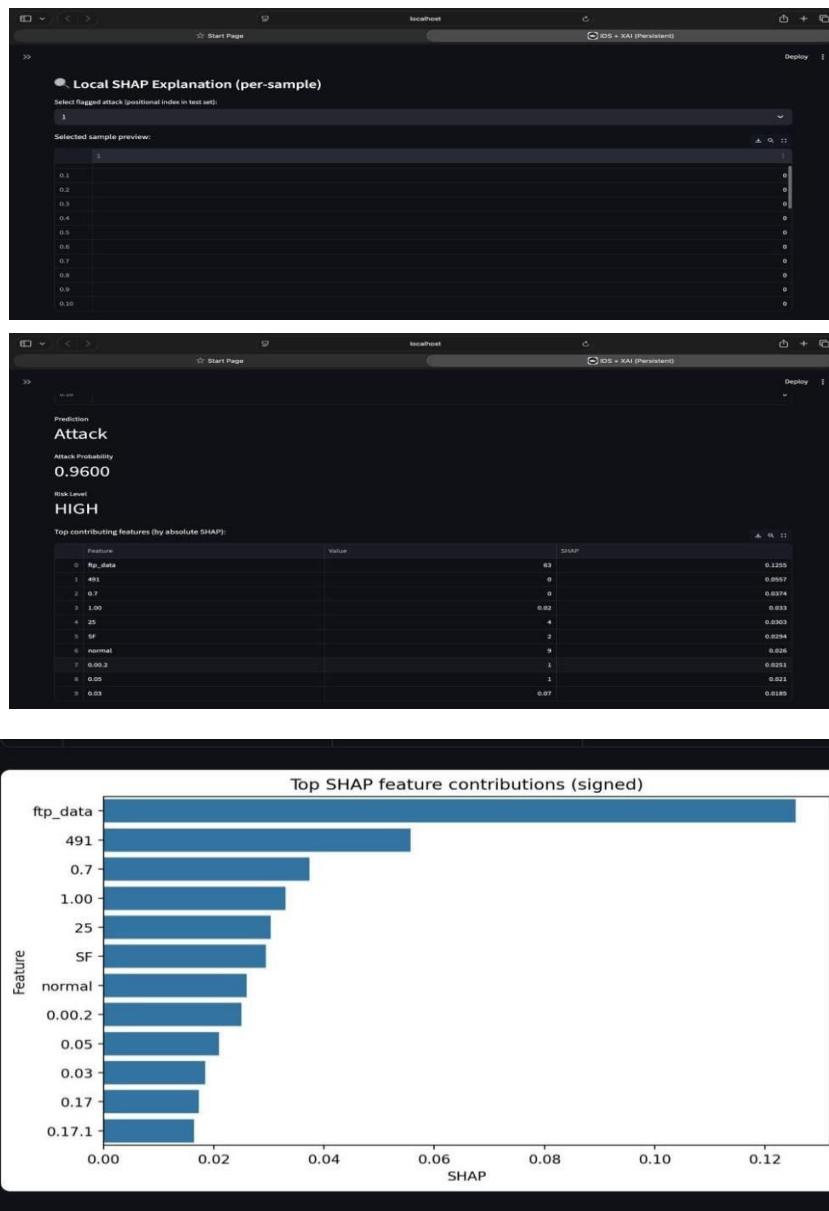 localhost
Start Page
IDS + XAI (Persistent)
Deploy
Local SHAP Explanation (per-sample)
Select flagged attack (positional index in test set):
1
Selected sample preview:
1
0.1 0
0.2 0
0.3 0
0.4 0
0.5 0
0.6 0
0.7 0
0.8 0
0.9 0
0.10 0
localhost
Start Page
IDS + XAI (Persistent)
Deploy
Prediction
Attack
Attack Probability
0.9600
Risk Level
HIGH
Top contributing features (by absolute SHAP):
Feature Value SHAP
0 ftp_data 63 0.1255
1 491 0 0.0557
2 0.7 0 0.0374
3 1.00 0.02 0.033
4 25 4 0.0303
5 SF 2 0.0294
6 normal 9 0.026
7 0.00.2 1 0.0251
8 0.05 1 0.021
9 0.03 0.07 0.0185
Top SHAP feature contributions (signed)
ftp_data
491
0.7
1.00
25
SF
normal
0.00.2
0.05
0.03
0.17
0.17.1
Feature
0.00 0.02 0.04 0.06 0.08 0.10 0.12
SHAP